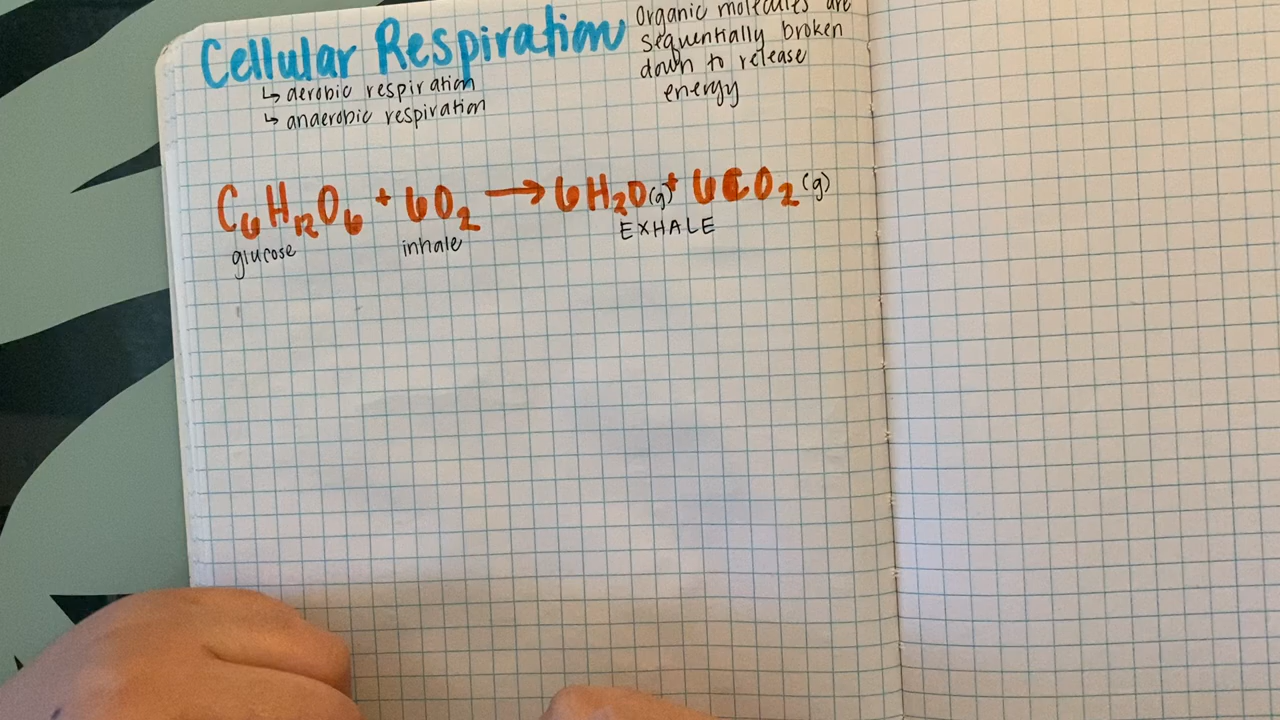 Cellular Respiration
↳ aerobic respiration
↳ anaerobic respiration
Organic molecules are
sequentially broken
down to release
energy
C₆H₁₂O₆ + 6O₂ → 6H₂O(g) + 6CO₂(g)
glucose inhale EXHALE